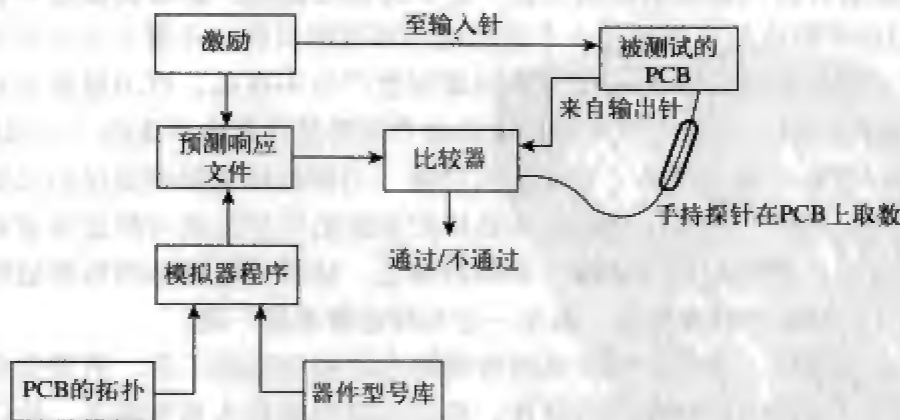 激励
至输入针
被测试的
PCB
来自输出针
预测响应
文件
比较器
手持探针在PCB上取数
通过/不通过
模拟器程序
PCB的拓扑
器件型号库